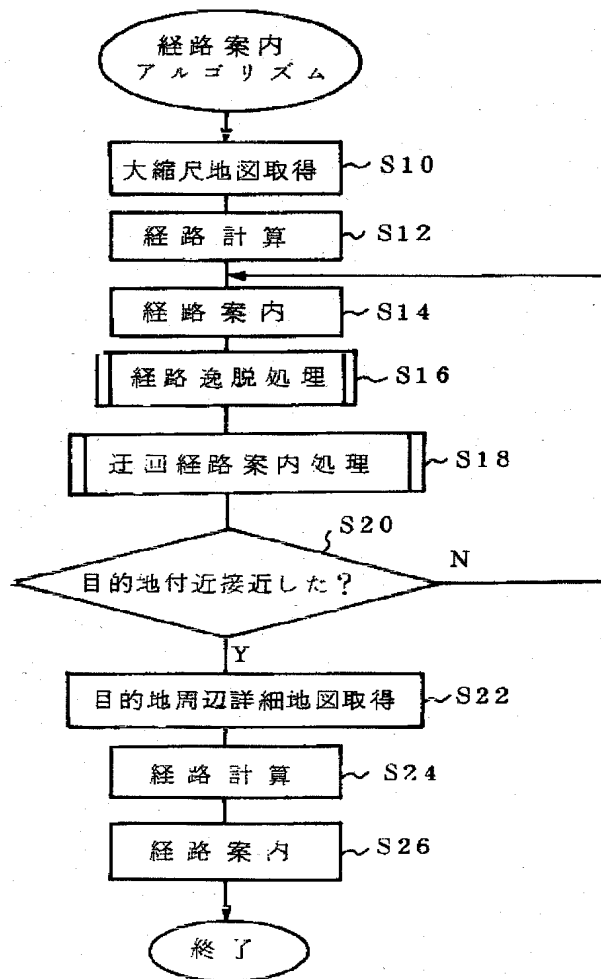 経路案内
アルゴリズム
大縮尺地図取得
S10
経路計算
S12
経路案内
S14
経路逸脱処理
S16
迂回経路案内処理
S18
S20
目的地付近接近した?
N
Y
目的地周辺詳細地図取得
S22
経路計算
S24
経路案内
S26
終了